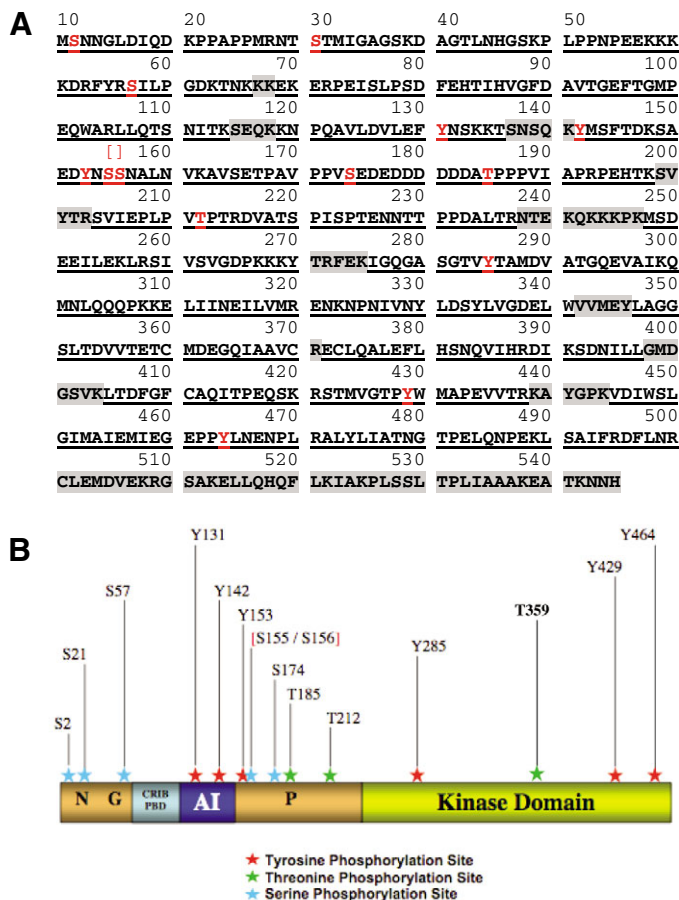 A
10 20 30 40 50
MSNNGLDIQD KPPAPPMRNT STMIGAGSKD AGTLNHGSKP LPPNPEEKKK
60 70 80 90 100
KDRFYRSILP GDKTNKKKEK ERPEISLPSD FEHTIHVGFD AVTGEFTGMP
110 120 130 140 150
EQWARLLQTS NITKSEQKKN PQAVLDVLEF YNSKKTSNSQ KYMSFTDKSA
[] 160 170 180 190 200
EDYNSSNALN VKAVSETPAV PPVSEDEDDD DDDATPPPVI APRPEHTKSV
210 220 230 240 250
YTRSVIEPLP VTPTRDVATS PISPTENNTT PPDALTRNTE KQKKKPKMSD
260 270 280 290 300
EEILEKLRSI VSVGDPKKKY TRFEKIGQGA SGTVYTAMDV ATGQEVAIKQ
310 320 330 340 350
MNLQQQPKKE LIINEILVMR ENKNPNIVNY LDSYLVGDEL WVVMEYLAGG
360 370 380 390 400
SLTDVVTETC MDEGQIAAVC RECLQALEFL HSNQVIHRDI KSDNILLGMD
410 420 430 440 450
GSVKLTDFGF CAQITPEQSK RSTMVGTPYW MAPEVVTRKA YGPKVDIWSL
460 470 480 490 500
GIMAIEMIEG EPPYLNENPL RALYLIATNG TPELQNPEKL SAIFRDFLNR
510 520 530 540
CLEMDVEKRG SAKELLQHQF LKIAKPLSSL TPLIAAAKEA TKNNH
B
Y131 Y464
Y429
S57 Y142
Y153 T359
[S155 / S156]
S21 S174 Y285
T185
S2 T212
N G CRIB PBD AI P Kinase Domain
Tyrosine Phosphorylation Site
Threonine Phosphorylation Site
Serine Phosphorylation Site